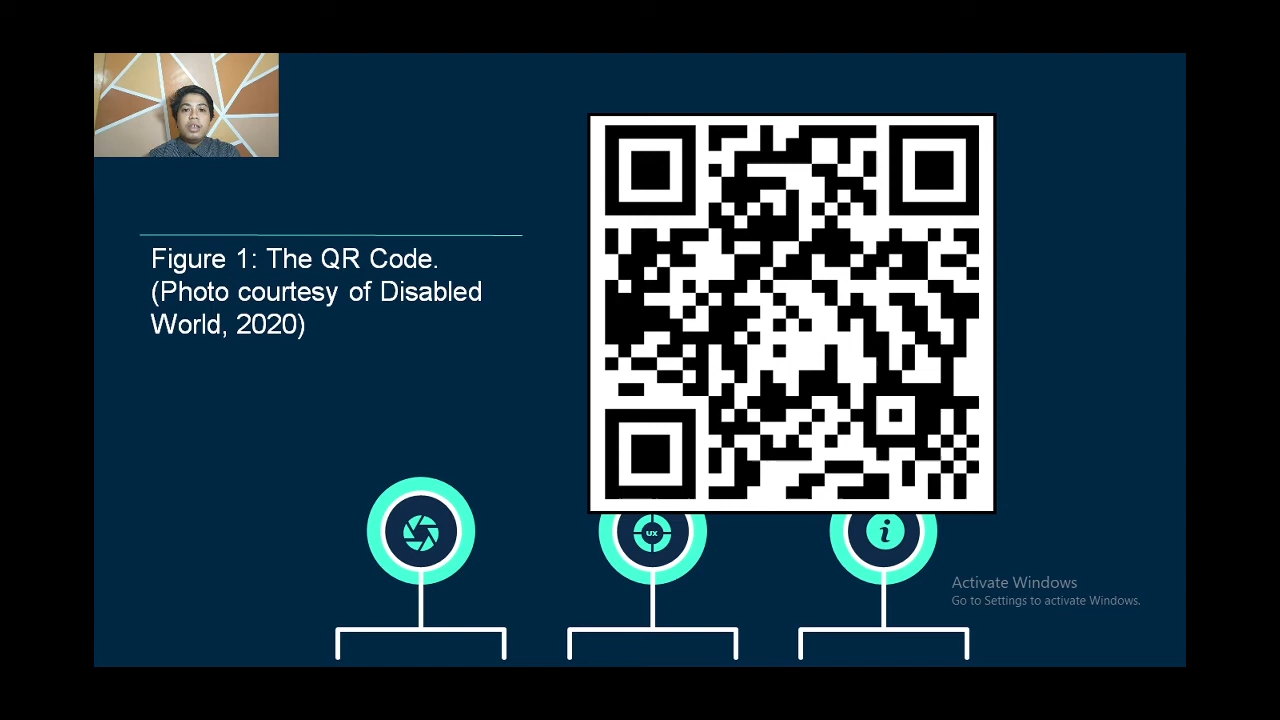 Figure 1: The QR Code.
(Photo courtesy of Disabled
World, 2020)
UX
i
Activate Windows
Go to Settings to activate Windows.